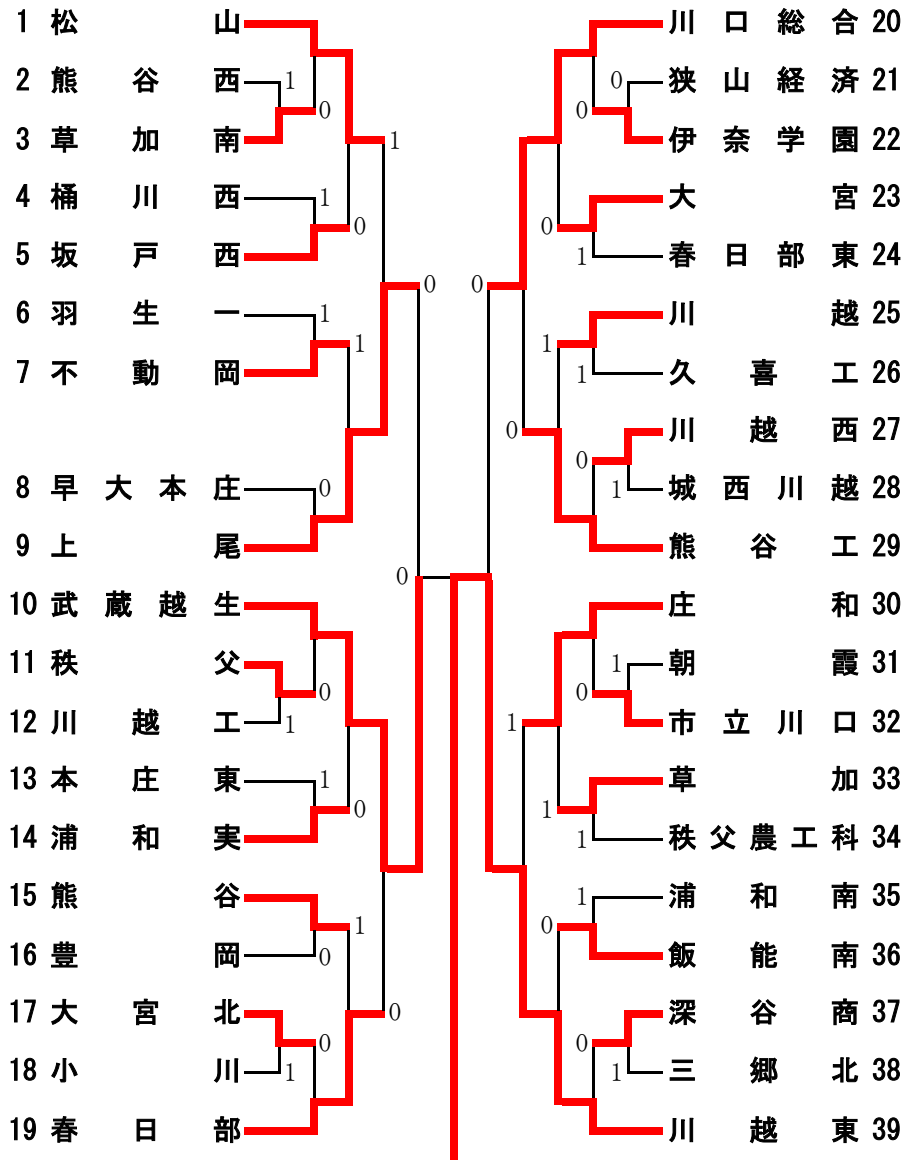 1 松山
2 熊谷西
3 草加南
4 桶川西
5 坂戸西
6 羽生一
7 不動岡
8 早大本庄
9 上尾
10 武蔵越生
11 秩父
12 川越工
13 本庄東
14 浦和実
15 熊谷
16 豊岡
17 大宮北
18 小川
19 春日部
1
0
1
1
0
1
1
0
0
0
0
1
1
0
1
0
0
0
1
0
0
0
0
1
0
1
1
0
0
1
1
0
1
1
1
1
0
0
1
川口総合 20
狭山経済 21
伊奈学園 22
大宮 23
春日部東 24
川越 25
久喜工 26
川越西 27
城西川越 28
熊谷工 29
庄和 30
朝霞 31
市立川口 32
草加 33
秩父農工科 34
浦和南 35
飯能南 36
深谷商 37
三郷北 38
川越東 39